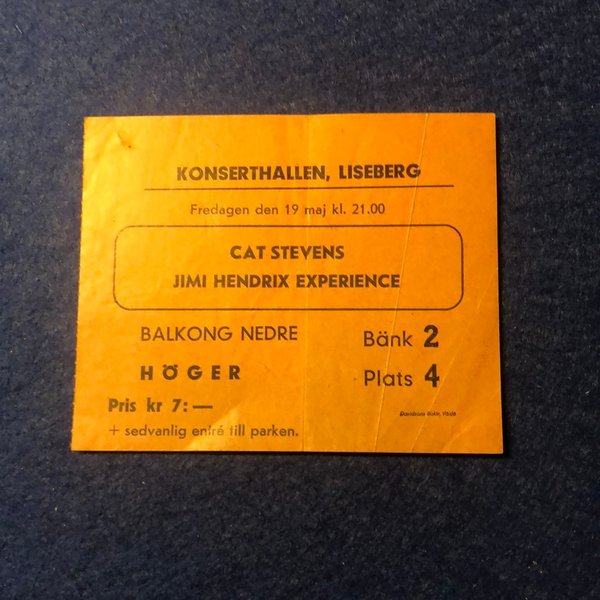 KONSERTHALLEN, LISEBERG
Fredagen den 19 maj kl. 21.00
CAT STEVENS
JIMI HENDRIX EXPERIENCE
BALKONG NEDRE Bänk 2
HÖGER Plats 4
Pris kr 7:—
+ sedvanlig entré till parken.